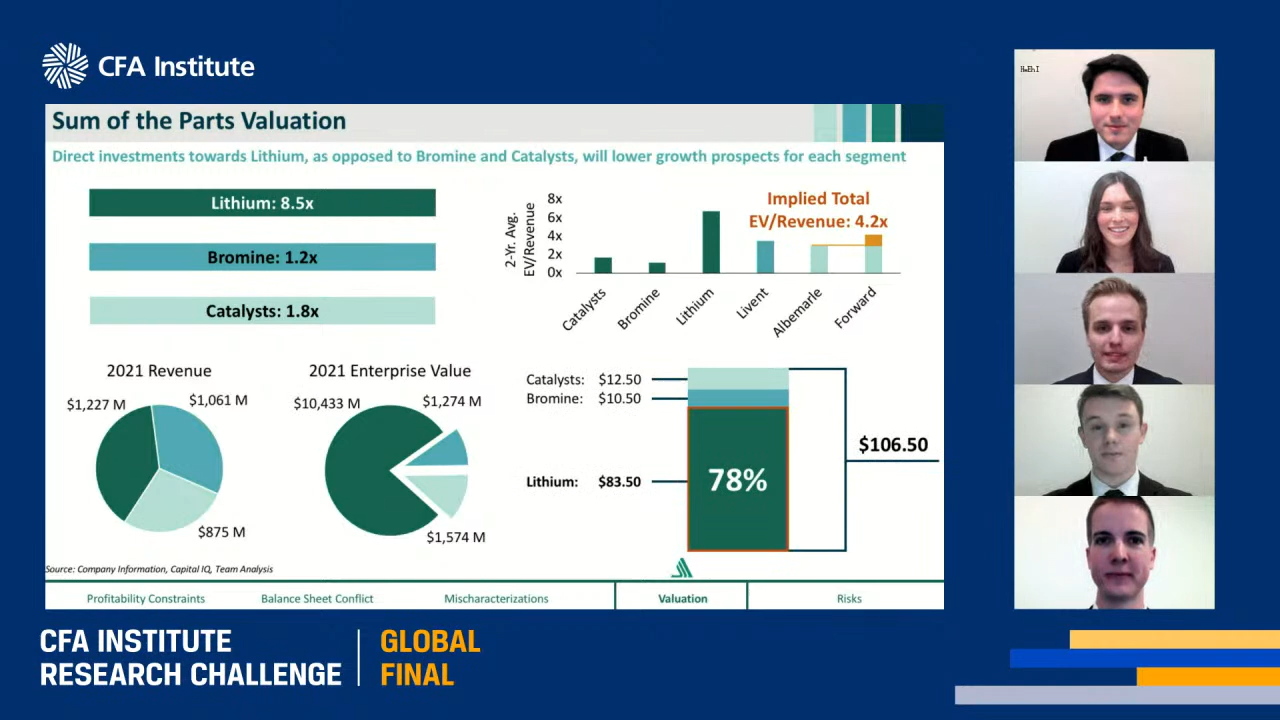 CFA Institute
Sum of the Parts Valuation
Direct investments towards Lithium, as opposed to Bromine and Catalysts, will lower growth prospects for each segment
Lithium: 8.5x
Bromine: 1.2x
Catalysts: 1.8x
2-Yr. Avg.
EV/Revenue
8x
6x
4x
2x
0x
Implied Total
EV/Revenue: 4.2x
Catalysts
Bromine
Lithium
Livent
Albemarle
Forward
2021 Revenue
$1,227 M
$1,061 M
$875 M
2021 Enterprise Value
$10,433 M
$1,274 M
$1,574 M
Catalysts: $12.50
Bromine: $10.50
Lithium: $83.50
78%
$106.50
Source: Company Information, Capital IQ, Team Analysis
Profitability Constraints
Balance Sheet Conflict
Mischaracterizations
Valuation
Risks
CFA INSTITUTE
RESEARCH CHALLENGE
GLOBAL
FINAL